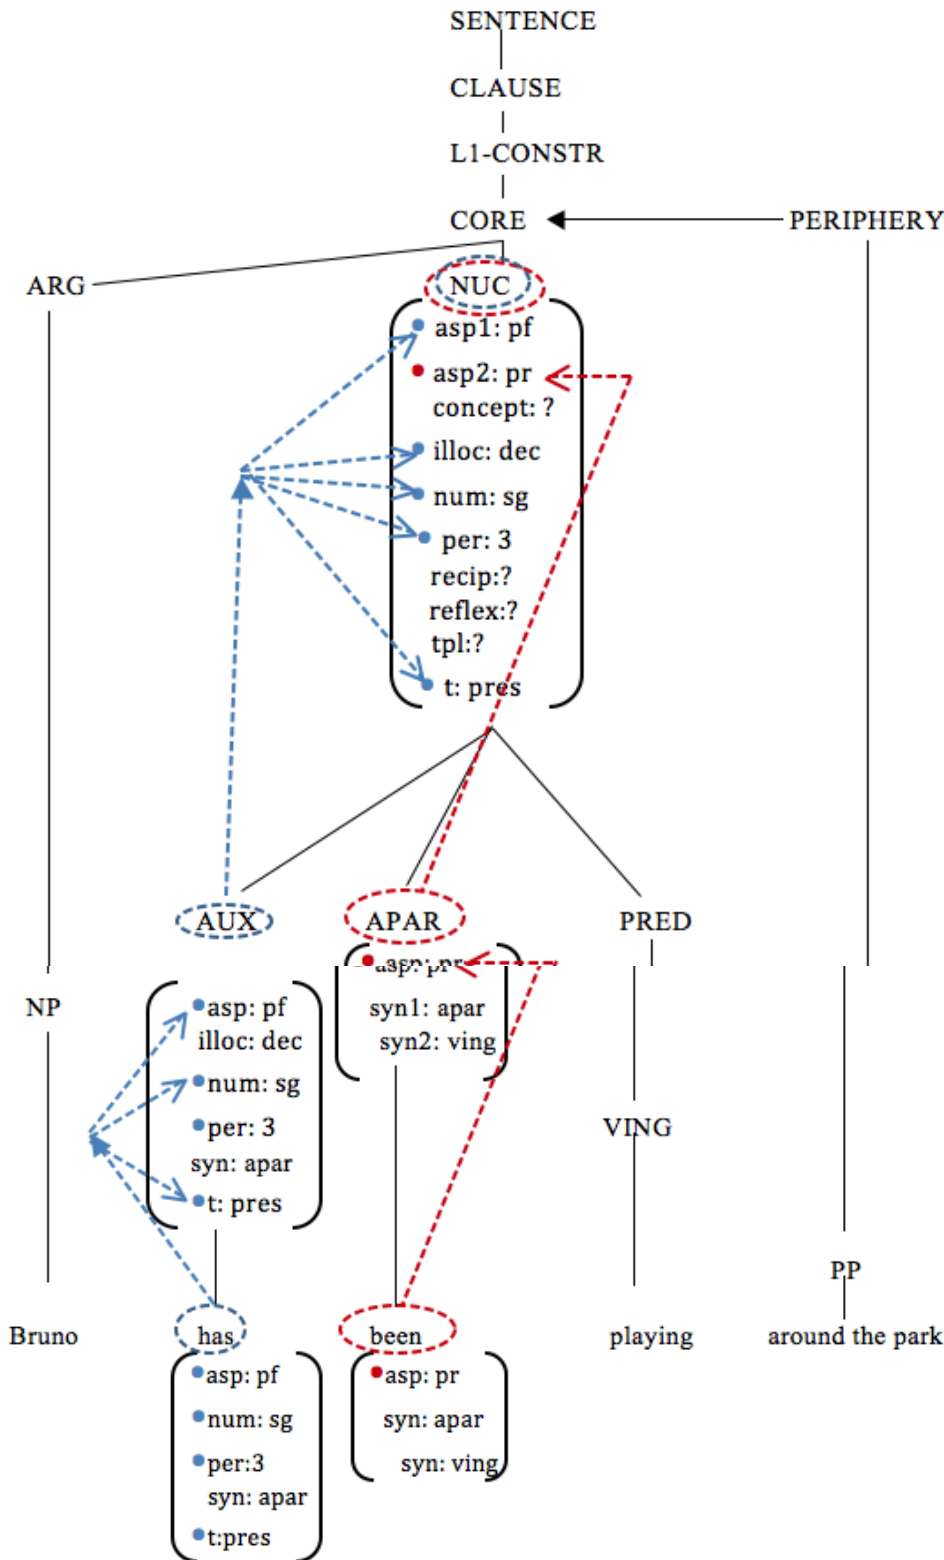 SENTENCE
CLAUSE
L1-CONSTR
CORE
PERIPHERY
ARG
NUC
asp1: pf
asp2: pr
concept: ?
illoc: dec
num: sg
per: 3
recip:?
reflex:?
tpl:?
t: pres
AUX
APAR
PRED
asp: pr
NP
asp: pf
illoc: dec
num: sg
per: 3
syn: apar
t: pres
syn1: apar
syn2: ving
VING
PP
Bruno
has
been
playing
around the park
asp: pf
num: sg
per:3
syn: apar
t:pres
asp: pr
syn: apar
syn: ving